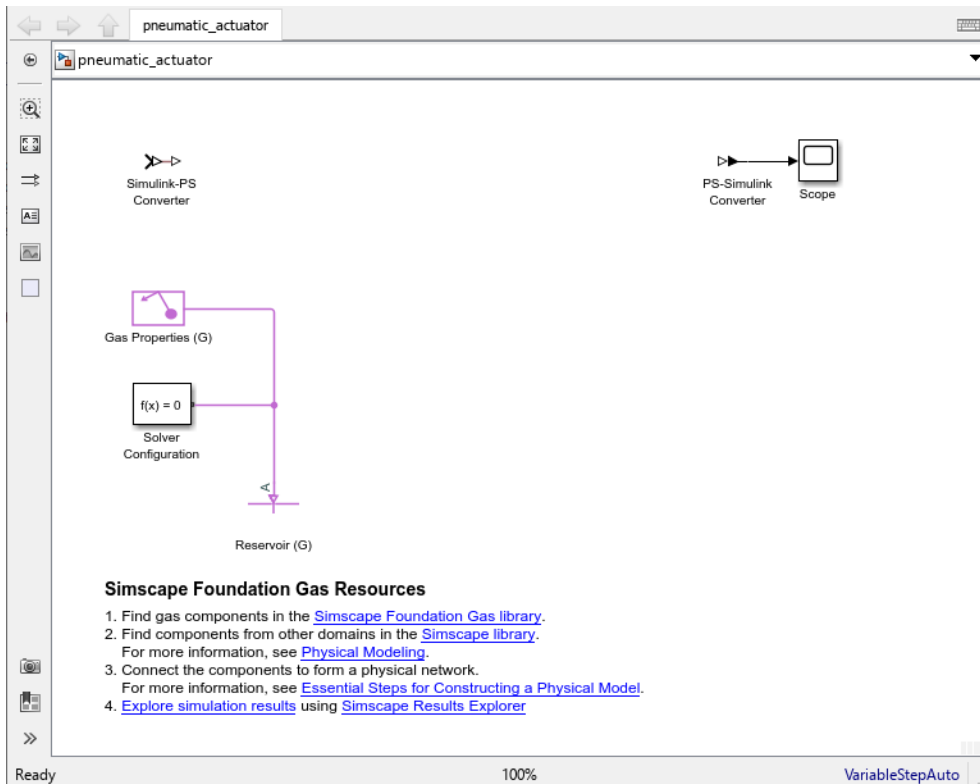 pneumatic_actuator
pneumatic_actuator
Simulink-PS
Converter
PS-Simulink
Converter
Scope
Gas Properties (G)
f(x) = 0
Solver
Configuration
A
Reservoir (G)
Simscape Foundation Gas Resources
1. Find gas components in the Simscape Foundation Gas library.
2. Find components from other domains in the Simscape library.
For more information, see Physical Modeling.
3. Connect the components to form a physical network.
For more information, see Essential Steps for Constructing a Physical Model.
4. Explore simulation results using Simscape Results Explorer
Ready
100%
VariableStepAuto